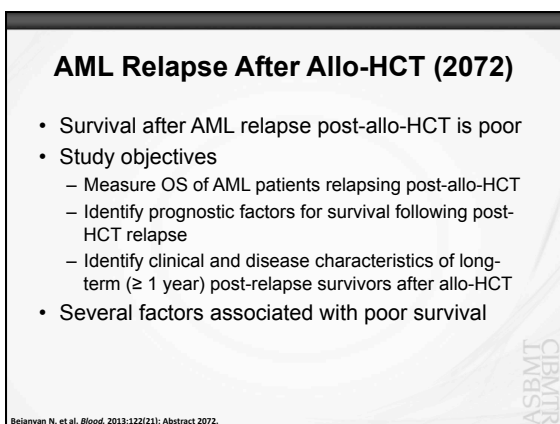 AML Relapse After Allo-HCT (2072)
• Survival after AML relapse post-allo-HCT is poor
• Study objectives
– Measure OS of AML patients relapsing post-allo-HCT
– Identify prognostic factors for survival following post-
HCT relapse
– Identify clinical and disease characteristics of long-
term (≥ 1 year) post-relapse survivors after allo-HCT
• Several factors associated with poor survival
ASBMT
CIBMTR
Bejanyan N, et al. Blood. 2013;122(21): Abstract 2072.